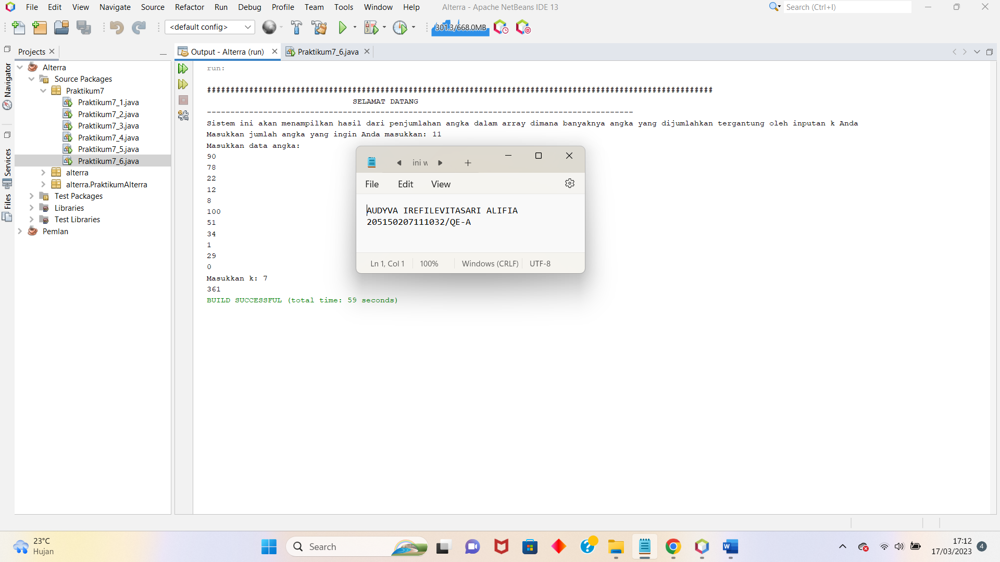 File Edit View Navigate Source Refactor Run Debug Profile Team Tools Window Help Alterra - Apache NetBeans IDE 13 Search (Ctrl+I)
<default config> 301.3/668.0MB
Projects Output - Alterra (run) Praktikum7_6.java
Navigator
Services
Files
Alterra
Source Packages
Praktikum7
Praktikum7_1.java
Praktikum7_2.java
Praktikum7_3.java
Praktikum7_4.java
Praktikum7_5.java
Praktikum7_6.java
alterra
alterra.PraktikumAlterra
Test Packages
Libraries
Test Libraries
Pemlan
run:
############################################################################################################
SELAMAT DATANG
-------------------------------------------------------------------------------------------
Sistem ini akan menampilkan hasil dari penjumlahan angka dalam array dimana banyaknya angka yang dijumlahkan tergantung oleh inputan k Anda
Masukkan jumlah angka yang ingin Anda masukkan: 11
Masukkan data angka:
90
78
22
12
8
100
51
34
1
29
0
Masukkan k: 7
361
BUILD SUCCESSFUL (total time: 59 seconds)
ini w
File Edit View
AUDYVA IREFILEVITASARI ALIFIA
205150207111032/QE-A
Ln 1, Col 1 100% Windows (CRLF) UTF-8
23°C
Hujan
Search
17:12
17/03/2023
4